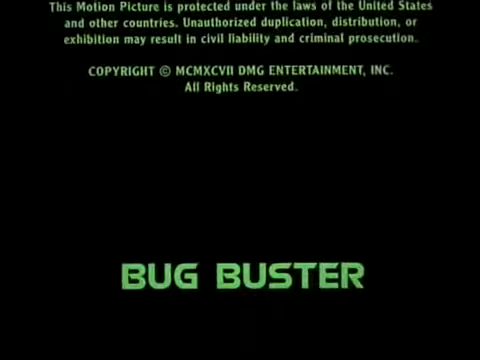 This Motion Picture is protected under the laws of the United States
and other countries. Unauthorized duplication, distribution, or
exhibition may result in civil liability and criminal prosecution.
COPYRIGHT © MCMXCVII DMG ENTERTAINMENT, INC.
All Rights Reserved.
BUG BUSTER